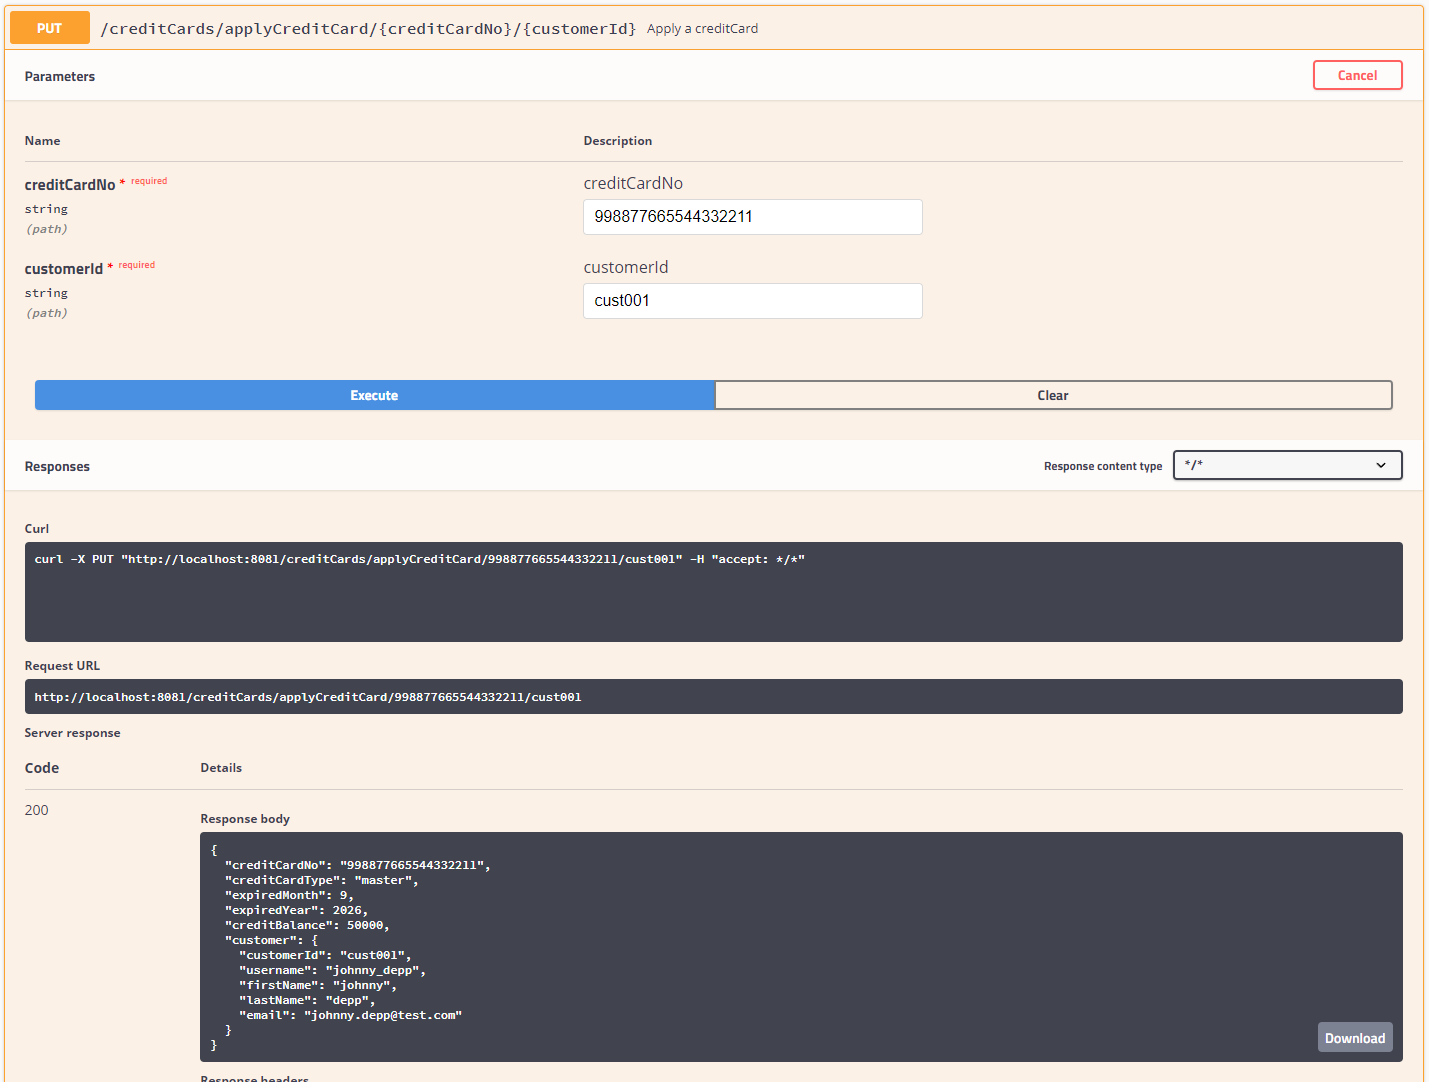 PUT /creditCards/applyCreditCard/{creditCardNo}/{customerId} Apply a creditCard
Parameters
Cancel
Name Description
creditCardNo * required
string
(path)
creditCardNo
998877665544332211
customerId * required
string
(path)
customerId
cust001
Execute Clear
Responses
Response content type */*
Curl
curl -X PUT "http://localhost:8081/creditCards/applyCreditCard/998877665544332211/cust001" -H "accept: */*"
Request URL
http://localhost:8081/creditCards/applyCreditCard/998877665544332211/cust001
Server response
Code Details
200
Response body
{
  "creditCardNo": "998877665544332211",
  "creditCardType": "master",
  "expiredMonth": 9,
  "expiredYear": 2026,
  "creditBalance": 50000,
  "customer": {
    "customerId": "cust001",
    "username": "johnny_depp",
    "firstName": "johnny",
    "lastName": "depp",
    "email": "johnny.depp@test.com"
  }
}
Download
Response headers